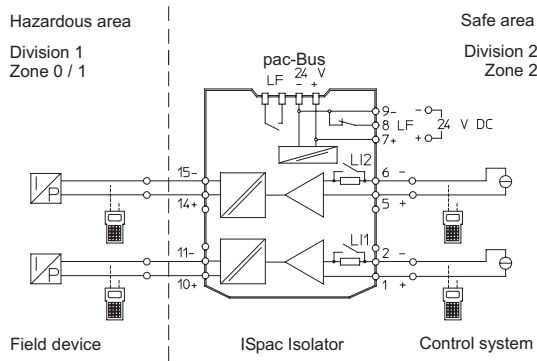 Hazardous area
Safe area
Division 1
Zone 0 / 1
Division 2
Zone 2
pac-Bus
LF 24 V
- +
9-
8 LF
7+
- 
+
24 V DC
LI2
15-
14+
6 -
5 +
I
P
LI1
11-
10+
2 -
1 +
I
P
Field device
ISpac Isolator
Control system